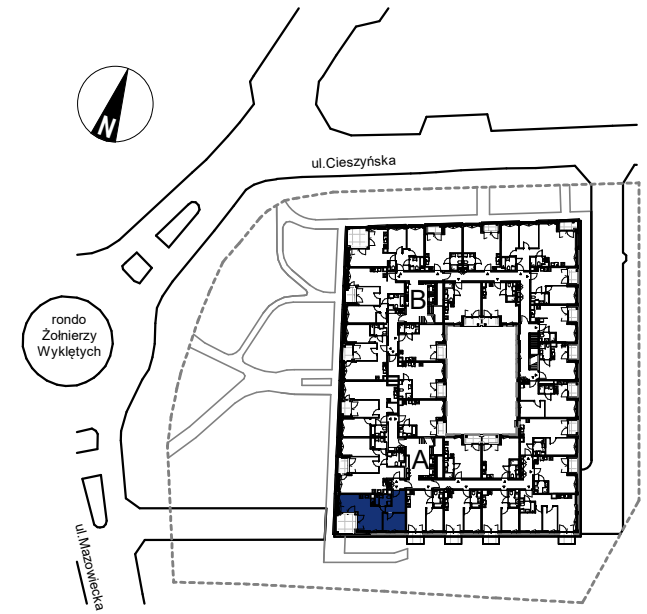 N
ul.Cieszyńska
B
rondo
Żołnierzy
Wyklętych
A
ul.Mazowiecka